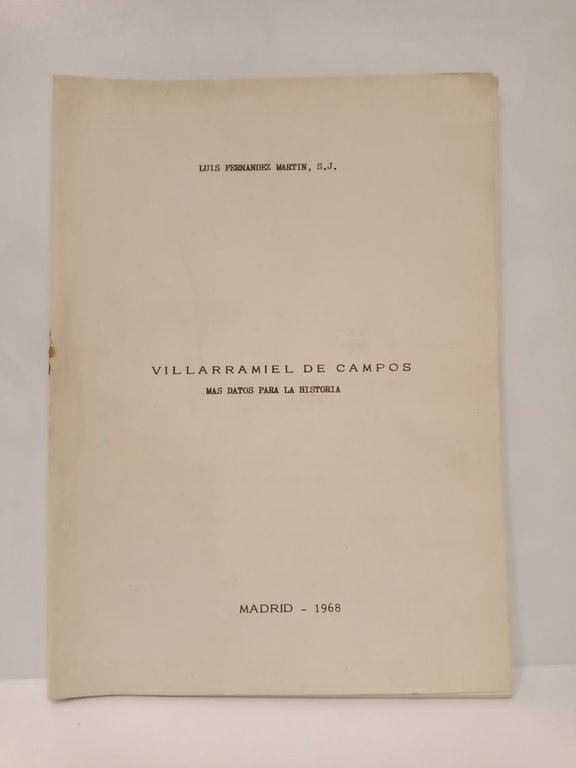 LUIS FERNANDEZ MARTIN, S.J.
VILLARRAMIEL DE CAMPOS
MAS DATOS PARA LA HISTORIA
MADRID - 1968